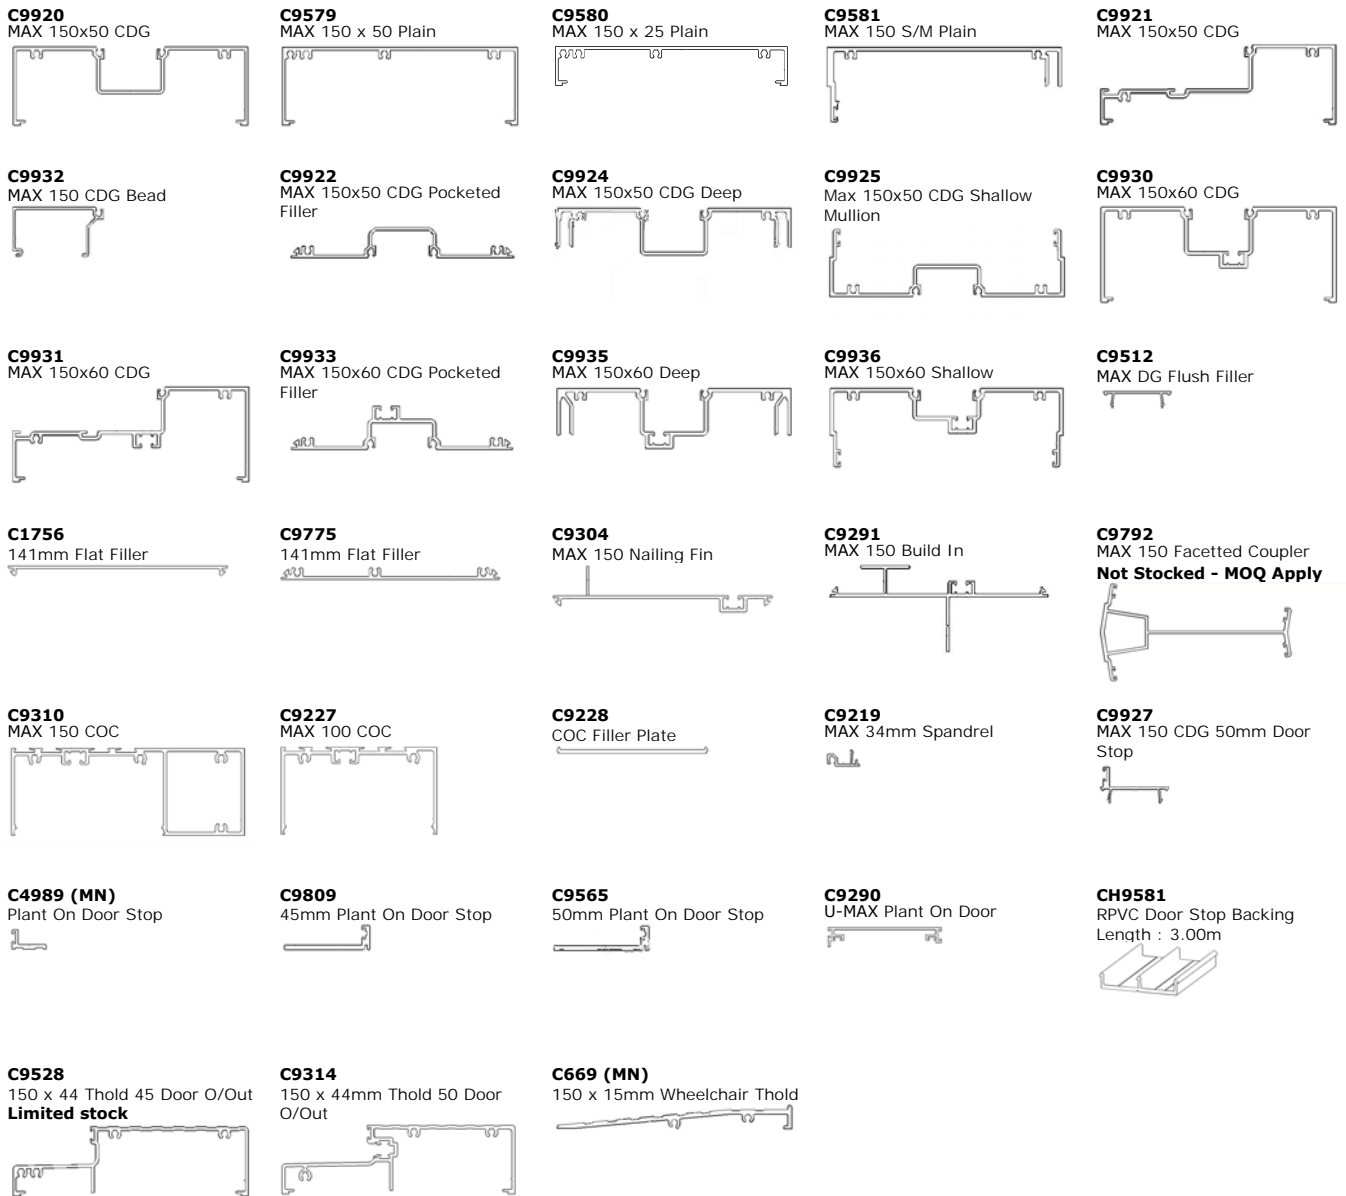 C9920
MAX 150x50 CDG
C9579
MAX 150 x 50 Plain
C9580
MAX 150 x 25 Plain
C9581
MAX 150 S/M Plain
C9921
MAX 150x50 CDG
C9932
MAX 150 CDG Bead
C9922
MAX 150x50 CDG Pocketed
Filler
C9924
MAX 150x50 CDG Deep
C9925
Max 150x50 CDG Shallow
Mullion
C9930
MAX 150x60 CDG
C9931
MAX 150x60 CDG
C9933
MAX 150x60 CDG Pocketed
Filler
C9935
MAX 150x60 Deep
C9936
MAX 150x60 Shallow
C9512
MAX DG Flush Filler
C1756
141mm Flat Filler
C9775
141mm Flat Filler
C9304
MAX 150 Nailing Fin
C9291
MAX 150 Build In
C9792
MAX 150 Facetted Coupler
Not Stocked - MOQ Apply
C9310
MAX 150 COC
C9227
MAX 100 COC
C9228
COC Filler Plate
C9219
MAX 34mm Spandrel
C9927
MAX 150 CDG 50mm Door
Stop
C4989 (MN)
Plant On Door Stop
C9809
45mm Plant On Door Stop
C9565
50mm Plant On Door Stop
C9290
U-MAX Plant On Door
CH9581
RPVC Door Stop Backing
Length : 3.00m
C9528
150 x 44 Thold 45 Door O/Out
Limited stock
C9314
150 x 44mm Thold 50 Door
O/Out
C669 (MN)
150 x 15mm Wheelchair Thold